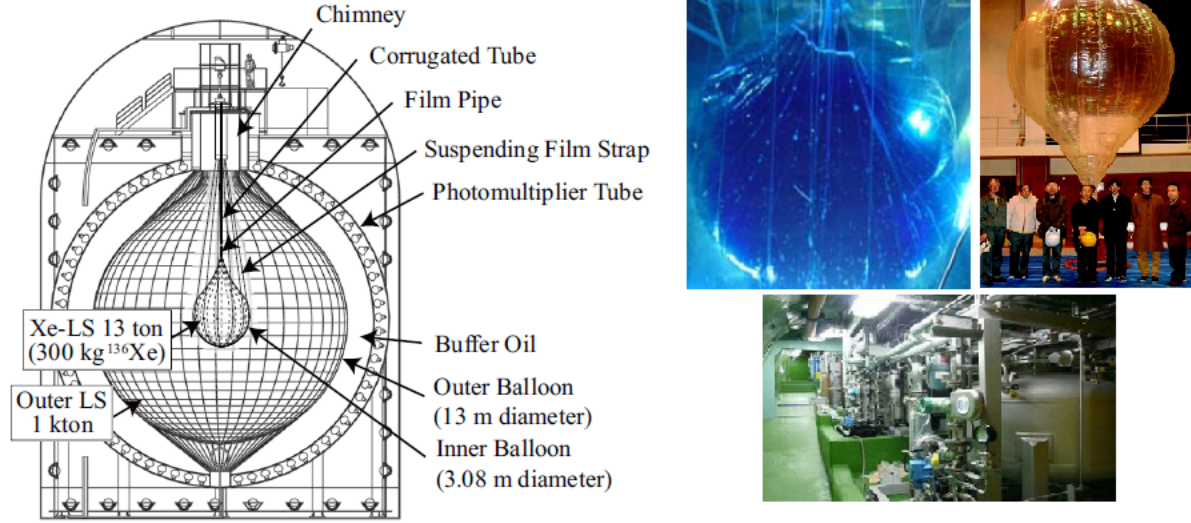 Chimney
Corrugated Tube
Film Pipe
Suspending Film Strap
Photomultiplier Tube
Xe-LS 13 ton
(300 kg ¹³⁶Xe)
Outer LS
1 kton
Buffer Oil
Outer Balloon
(13 m diameter)
Inner Balloon
(3.08 m diameter)